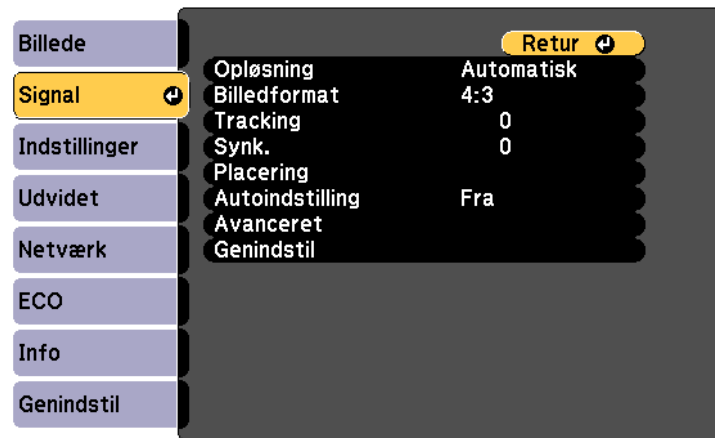 Billede
Signal
Indstillinger
Udvidet
Netværk
ECO
Info
Genindstil
Retur
Opløsning Automatisk
Billedformat 4:3
Tracking 0
Synk. 0
Placering
Autoindstilling Fra
Avanceret
Genindstil